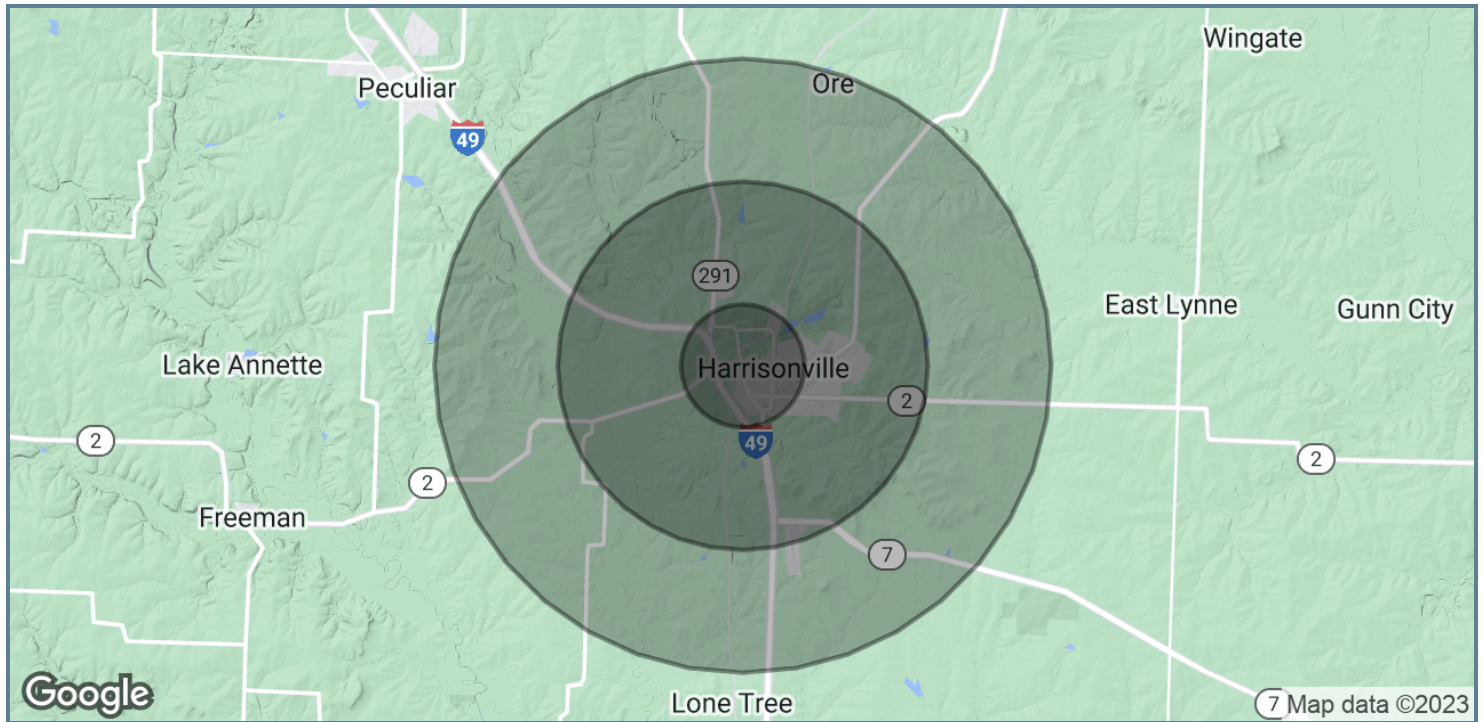 Wingate
Ore
Peculiar
49
291
East Lynne
Gunn City
Lake Annette
Harrisonville
2
2
49
2
2
Freeman
7
Lone Tree
Google
7
Map data ©2023